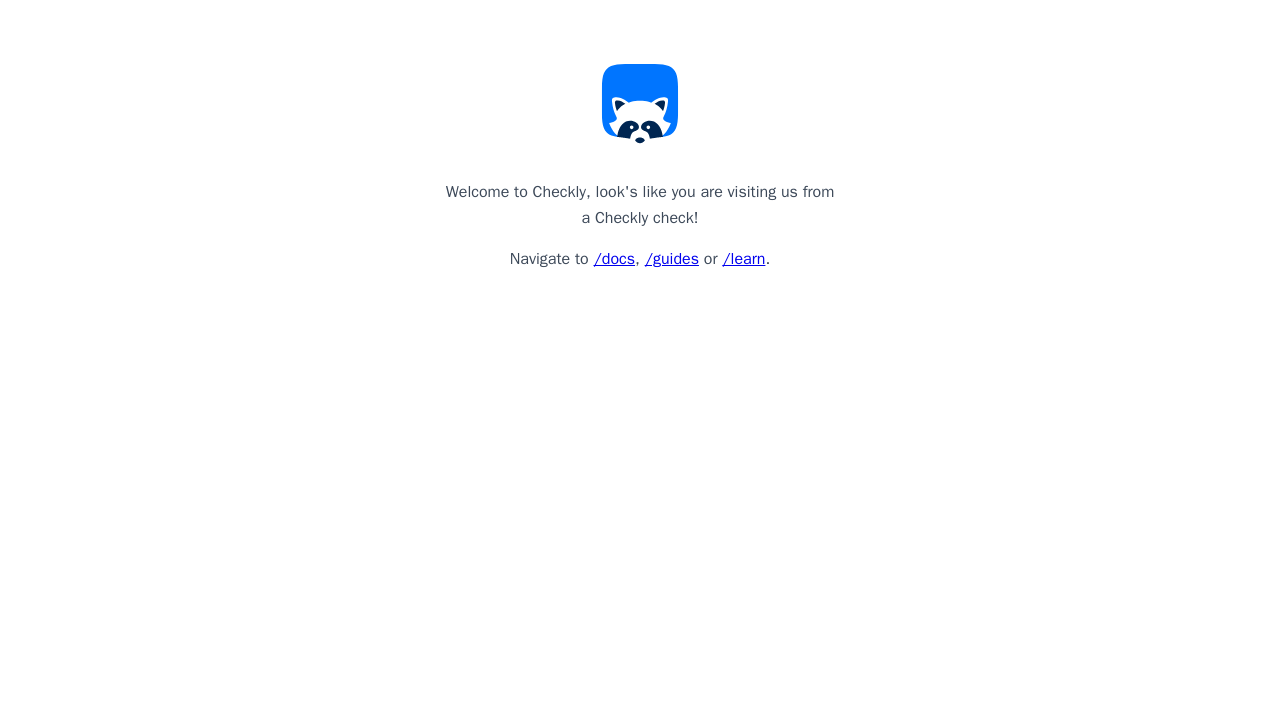 Welcome to Checkly, look's like you are visiting us from
a Checkly check!
Navigate to /docs, /guides or /learn.